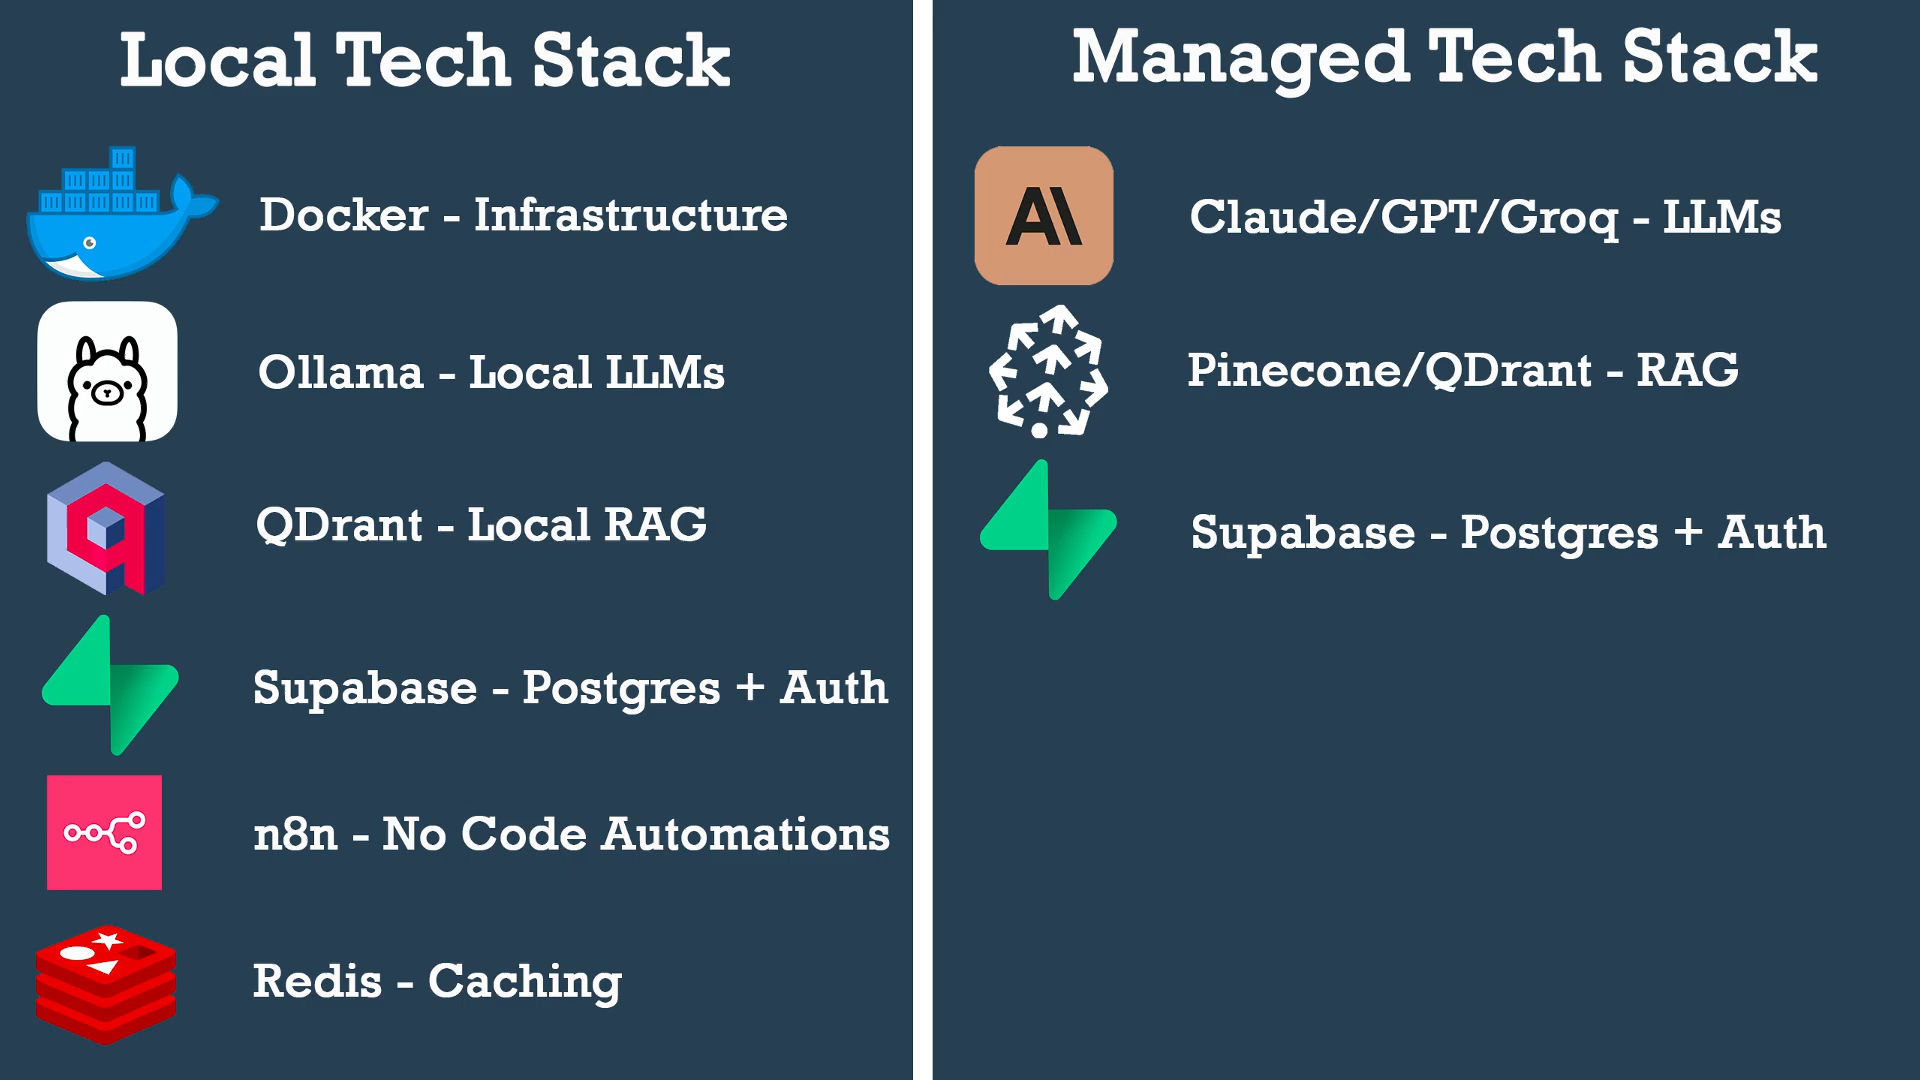 Local Tech Stack
Docker - Infrastructure
Ollama - Local LLMs
QDrant - Local RAG
Supabase - Postgres + Auth
n8n - No Code Automations
Redis - Caching
Managed Tech Stack
A\
Claude/GPT/Groq - LLMs
Pinecone/QDrant - RAG
Supabase - Postgres + Auth